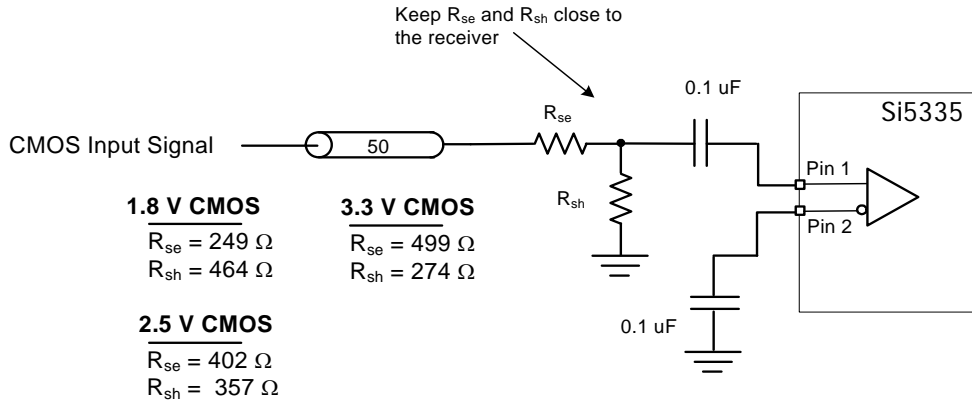 Keep Rse and Rsh close to
the receiver
0.1 uF
Si5335
Rse
CMOS Input Signal
50
Pin 1
Rsh
Pin 2
1.8 V CMOS
Rse = 249 Ω
Rsh = 464 Ω
3.3 V CMOS
Rse = 499 Ω
Rsh = 274 Ω
0.1 uF
2.5 V CMOS
Rse = 402 Ω
Rsh = 357 Ω